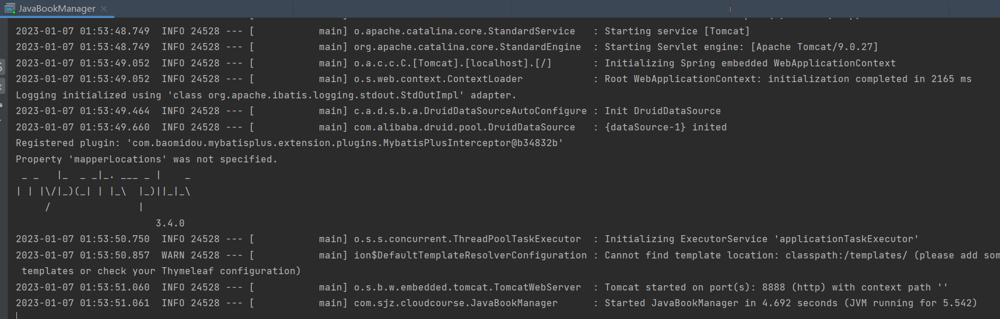 JavaBookManager
2023-01-07 01:53:48.749  INFO 24528 --- [           main] o.apache.catalina.core.StandardService   : Starting service [Tomcat]
2023-01-07 01:53:48.749  INFO 24528 --- [           main] org.apache.catalina.core.StandardEngine  : Starting Servlet engine: [Apache Tomcat/9.0.27]
2023-01-07 01:53:49.052  INFO 24528 --- [           main] o.a.c.c.C.[Tomcat].[localhost].[/]       : Initializing Spring embedded WebApplicationContext
2023-01-07 01:53:49.052  INFO 24528 --- [           main] o.s.web.context.ContextLoader            : Root WebApplicationContext: initialization completed in 2165 ms
Logging initialized using 'class org.apache.ibatis.logging.stdout.StdOutImpl' adapter.
2023-01-07 01:53:49.464  INFO 24528 --- [           main] c.a.d.s.b.a.DruidDataSourceAutoConfigure : Init DruidDataSource
2023-01-07 01:53:49.660  INFO 24528 --- [           main] com.alibaba.druid.pool.DruidDataSource   : {dataSource-1} inited
Registered plugin: 'com.baomidou.mybatisplus.extension.plugins.MybatisPlusInterceptor@b34832b'
Property 'mapperLocations' was not specified.
 _ _   |_  _ _|_. ___ _ |    _
| | |\/|_)(_| | |_\  |_)||_|_\
     /               |
                        3.4.0
2023-01-07 01:53:50.750  INFO 24528 --- [           main] o.s.s.concurrent.ThreadPoolTaskExecutor  : Initializing ExecutorService 'applicationTaskExecutor'
2023-01-07 01:53:50.857  WARN 24528 --- [           main] ion$DefaultTemplateResolverConfiguration : Cannot find template location: classpath:/templates/ (please add som
 templates or check your Thymeleaf configuration)
2023-01-07 01:53:51.060  INFO 24528 --- [           main] o.s.b.w.embedded.tomcat.TomcatWebServer  : Tomcat started on port(s): 8888 (http) with context path ''
2023-01-07 01:53:51.061  INFO 24528 --- [           main] com.sjz.cloudcourse.JavaBookManager      : Started JavaBookManager in 4.692 seconds (JVM running for 5.542)